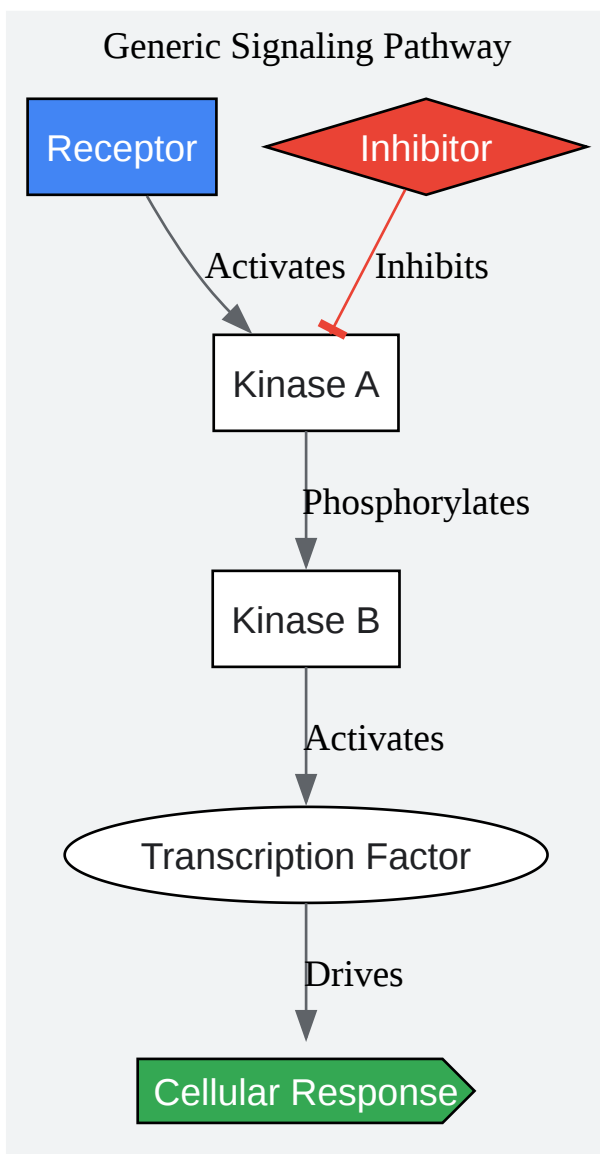 Generic Signaling Pathway
Receptor
Inhibitor
Activates
Inhibits
Kinase A
Phosphorylates
Kinase B
Activates
Transcription Factor
Drives
Cellular Response